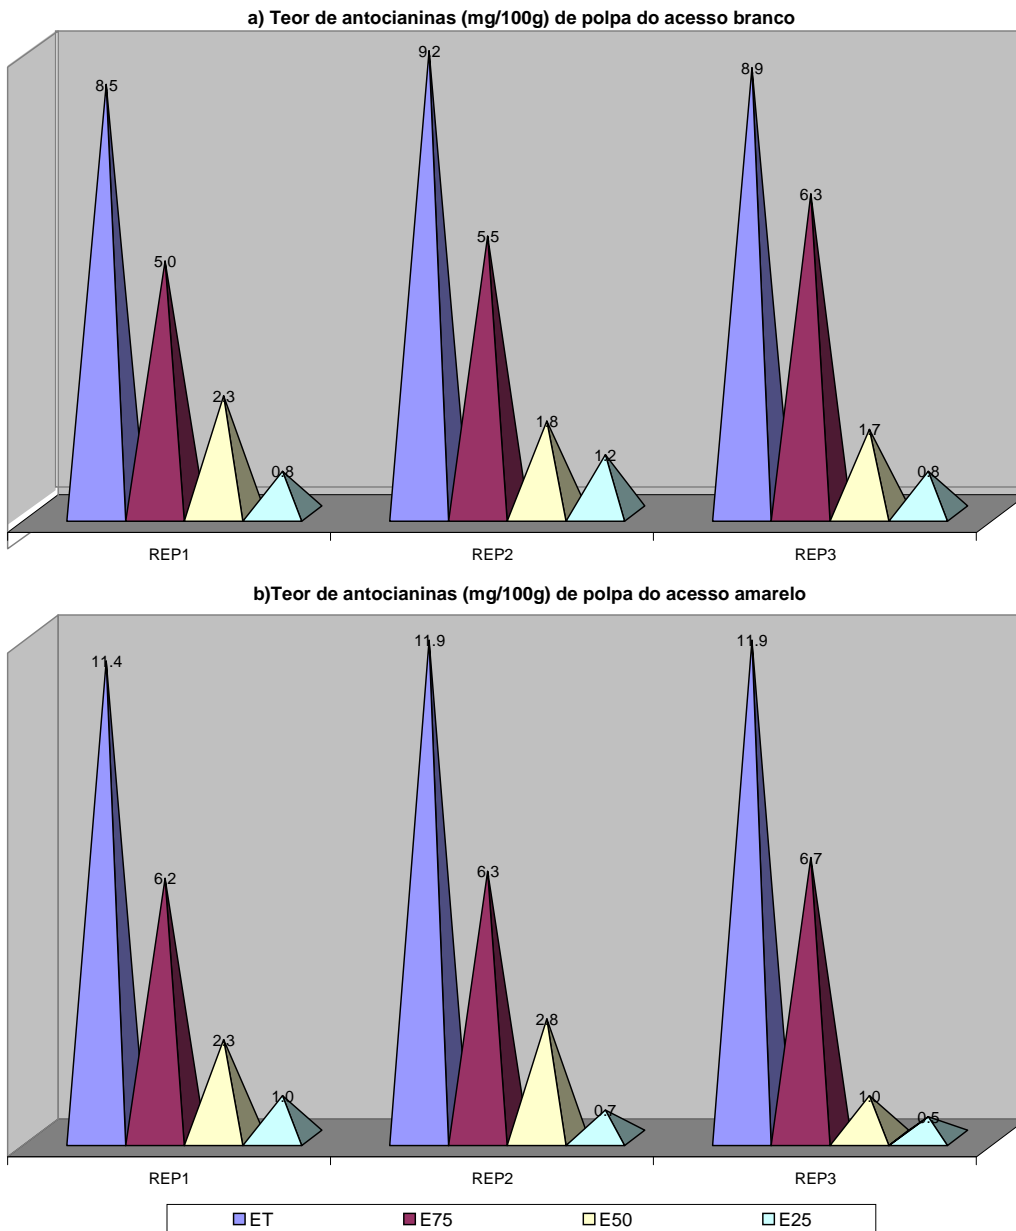 a) Teor de antocianinas (mg/100g) de polpa do acesso branco
8.5 9.2 8.9
5.0 5.5 6.3
2.3 1.8 1.7
0.8 1.2 0.8
REP1 REP2 REP3
b)Teor de antocianinas (mg/100g) de polpa do acesso amarelo
11.4 11.9 11.9
6.2 6.3 6.7
2.3 2.8 1.0
1.0 0.7 0.5
REP1 REP2 REP3
ET E75 E50 E25